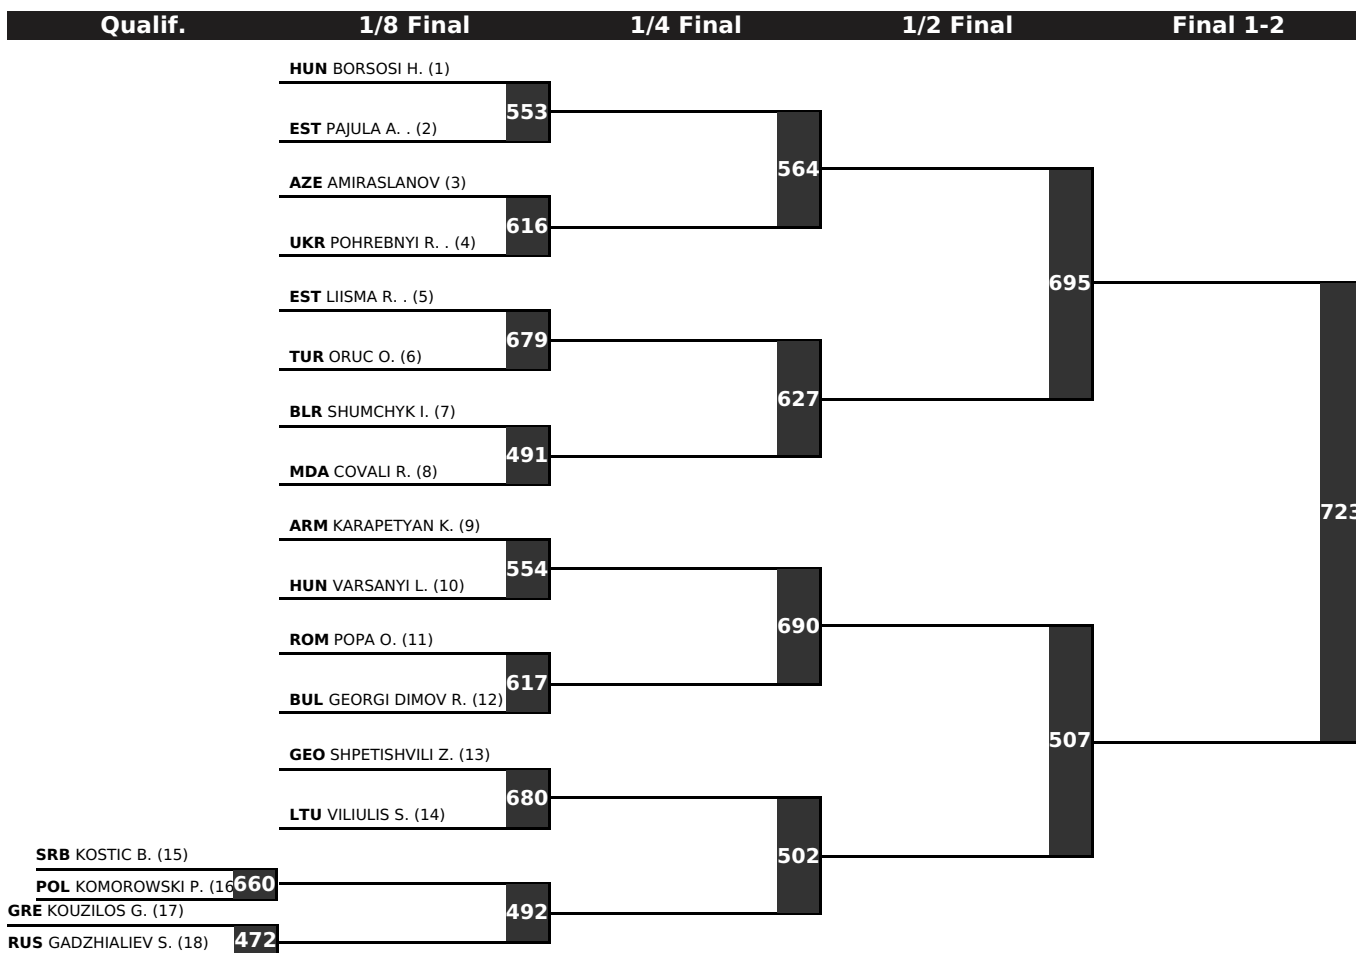 Qualif. 1/8 Final 1/4 Final 1/2 Final Final 1-2
HUN BORSOSI H. (1)
553
EST PAJULA A. . (2)
564
AZE AMIRASLANOV (3)
616
UKR POHREBNYI R. . (4)
695
EST LIISMA R. . (5)
679
TUR ORUC O. (6)
627
BLR SHUMCHYK I. (7)
491
MDA COVALI R. (8)
723
ARM KARAPETYAN K. (9)
554
HUN VARSANYI L. (10)
690
ROM POPA O. (11)
617
BUL GEORGI DIMOV R. (12)
507
GEO SHPETISHVILI Z. (13)
680
LTU VILIULIS S. (14)
502
SRB KOSTIC B. (15)
POL KOMOROWSKI P. (16
660
GRE KOUZILOS G. (17)
492
RUS GADZHIALIEV S. (18)
472